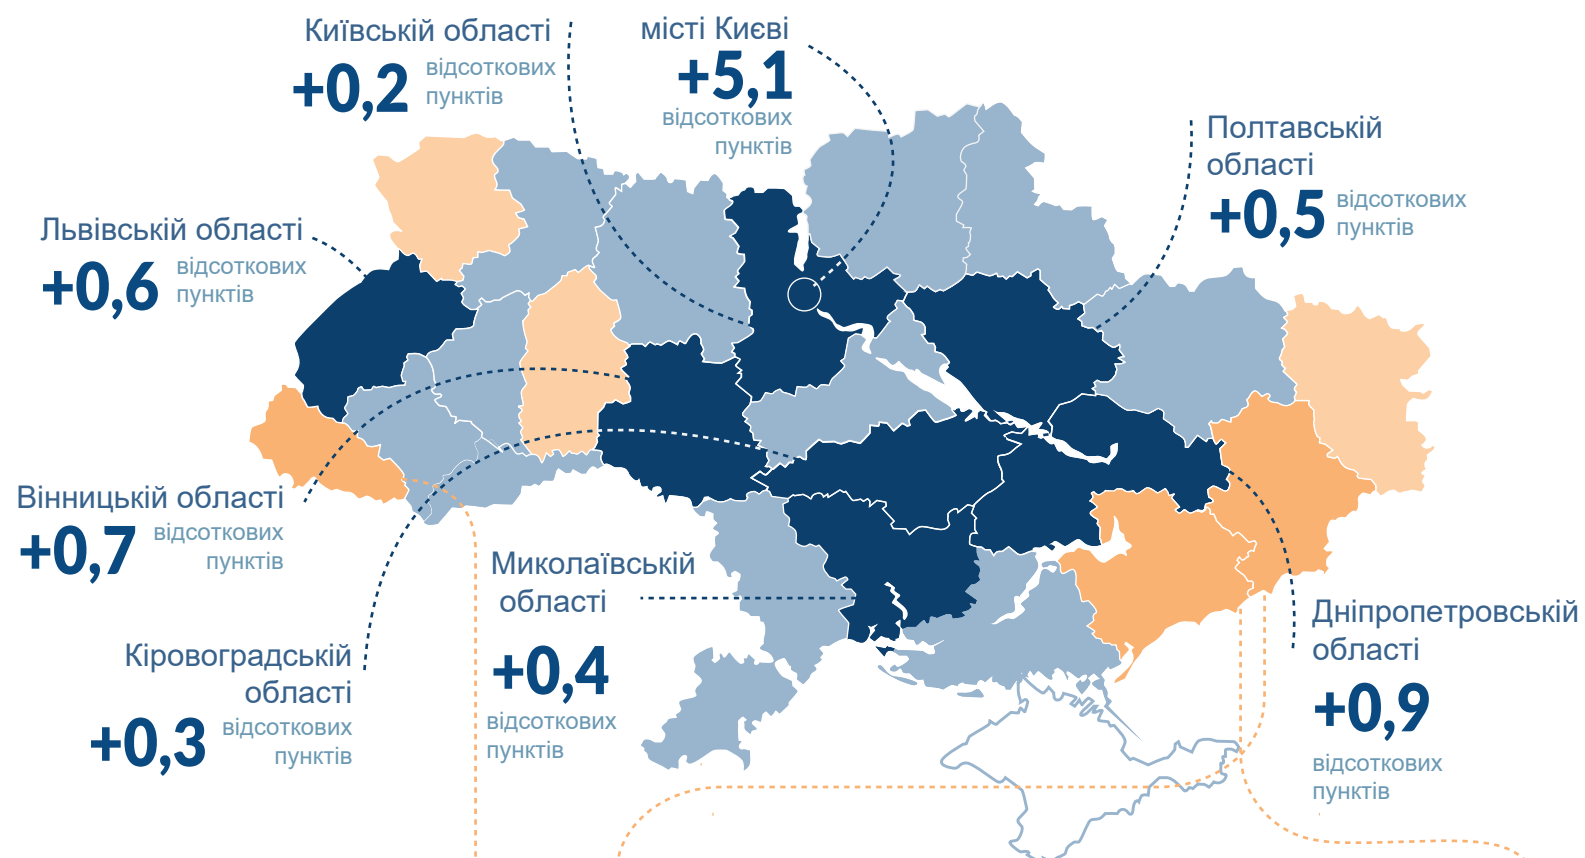 Київській області
+0,2
відсоткових
пунктів
місті Києві
+5,1
відсоткових
пунктів
Полтавській
області
+0,5
відсоткових
пунктів
Львівській області
+0,6
відсоткових
пунктів
Вінницькій області
+0,7
відсоткових
пунктів
Миколаївській
області
+0,4
відсоткових
пунктів
Кіровоградській
області
+0,3
відсоткових
пунктів
Дніпропетровській
області
+0,9
відсоткових
пунктів